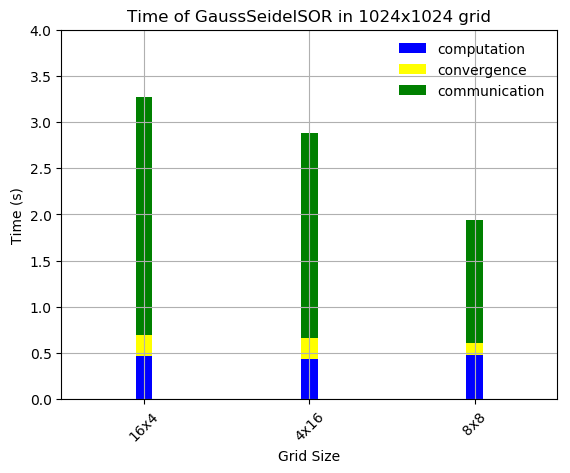 Time of GaussSeidelSOR in 1024x1024 grid
computation
convergence
communication
4.0
3.5
3.0
2.5
2.0
1.5
1.0
0.5
0.0
Time (s)
16x4
4x16
8x8
Grid Size